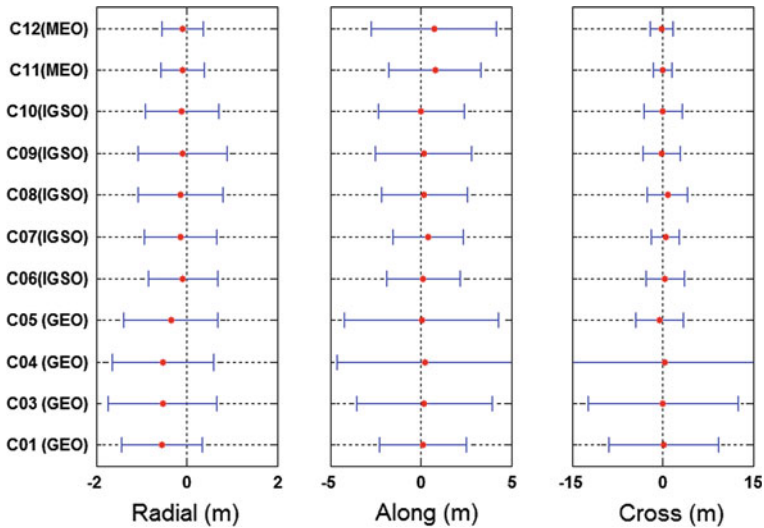 C12(MEO)
C11(MEO)
C10(IGSO)
C09(IGSO)
C08(IGSO)
C07(IGSO)
C06(IGSO)
C05 (GEO)
C04 (GEO)
C03 (GEO)
C01 (GEO)
-2 0 2
-5 0 5
-15 0 15
Radial (m)
Along (m)
Cross (m)